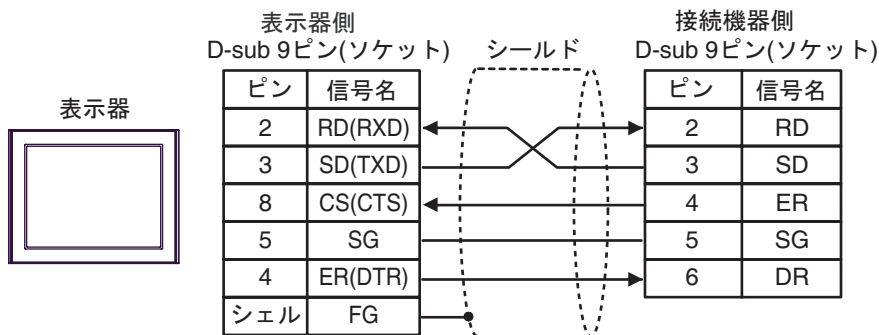 表示器側
D-sub 9ピン(ソケット)
シールド
接続機器側
D-sub 9ピン(ソケット)
表示器
ピン 信号名
2 RD(RXD)
3 SD(TXD)
8 CS(CTS)
5 SG
4 ER(DTR)
シェル FG
ピン 信号名
2 RD
3 SD
4 ER
5 SG
6 DR